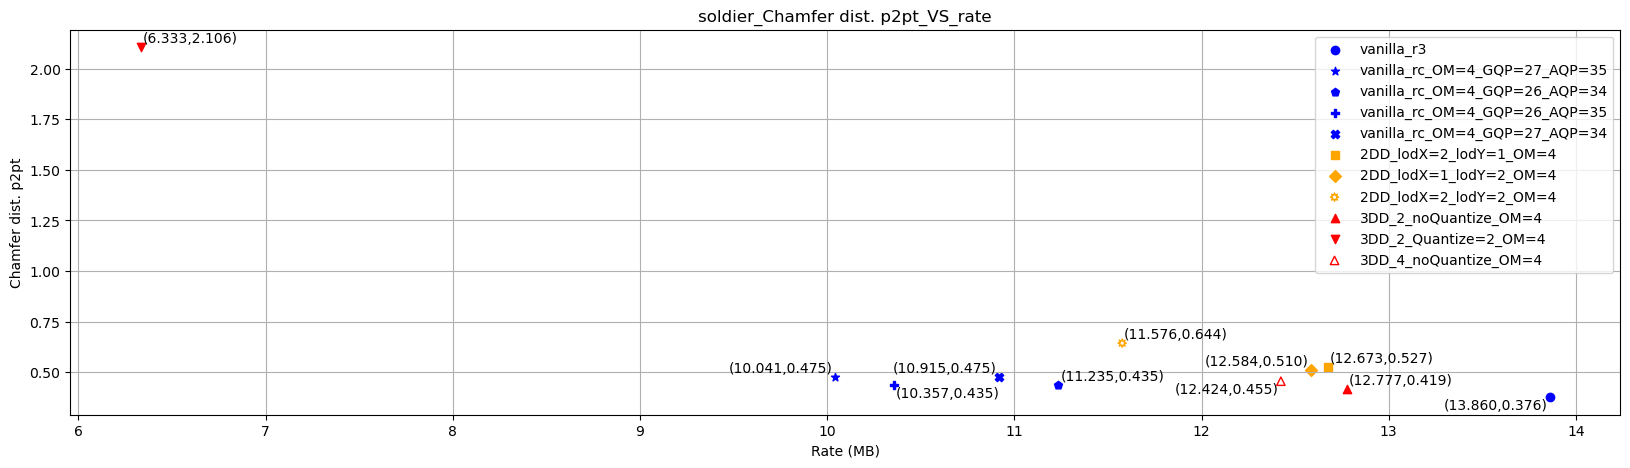 soldier_Chamfer dist. p2pt_VS_rate
(6.333,2.106)
vanilla_r3
vanilla_rc_OM=4_GQP=27_AQP=35
vanilla_rc_OM=4_GQP=26_AQP=34
vanilla_rc_OM=4_GQP=26_AQP=35
vanilla_rc_OM=4_GQP=27_AQP=34
2DD_lodX=2_lodY=1_OM=4
2DD_lodX=1_lodY=2_OM=4
2DD_lodX=2_lodY=2_OM=4
3DD_2_noQuantize_OM=4
3DD_2_Quantize=2_OM=4
3DD_4_noQuantize_OM=4
Chamfer dist. p2pt
2.00
1.75
1.50
1.25
1.00
0.75
0.50
(11.576,0.644)
(10.041,0.475)
(10.915,0.475)
(12.584,0.510)
(12.673,0.527)
(11.235,0.435)
(10.357,0.435)
(12.424,0.455)
(12.777,0.419)
(13.860,0.376)
6 7 8 9 10 11 12 13 14
Rate (MB)